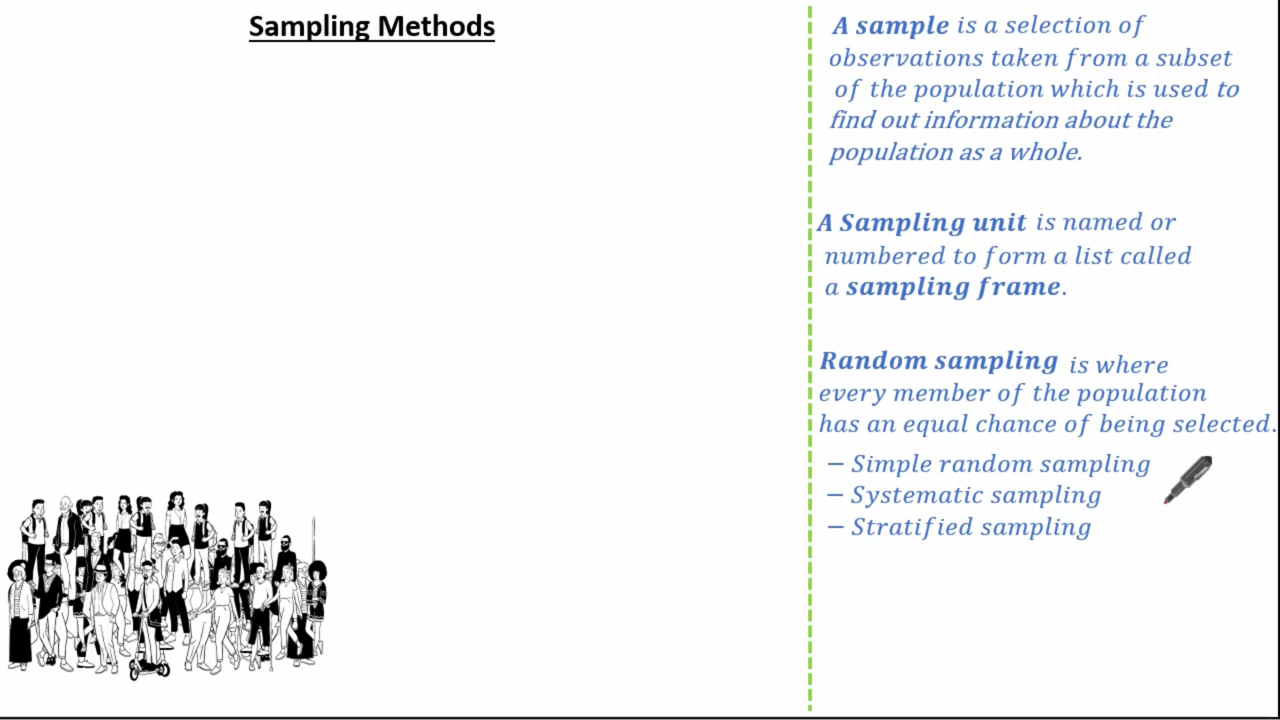 Sampling Methods
A sample is a selection of
observations taken from a subset
of the population which is used to
find out information about the
population as a whole.
A Sampling unit is named or
numbered to form a list called
a sampling frame.
Random sampling is where
every member of the population
has an equal chance of being selected.
– Simple random sampling
– Systematic sampling
– Stratified sampling